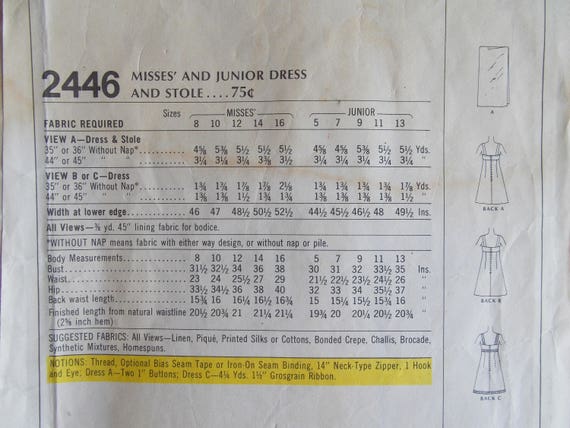 2446 MISSES' AND JUNIOR DRESS
AND STOLE....75¢
Sizes MISSES' JUNIOR
FABRIC REQUIRED 8 10 12 14 16 5 7 9 11 13
VIEW A—Dress & Stole
35" or 36" Without Nap*........... 4⅝ 5⅜ 5½ 5½ 5½ 4⅝ 4⅝ 5⅜ 5½ 5½ Yds.
44" or 45" " " ........... 3¼ 3¼ 3¼ 3⅜ 3½ 3¼ 3¼ 3¼ 3¼ 3¼ "
VIEW B or C—Dress
35" or 36" Without Nap*........... 1¾ 1¾ 1⅞ 1⅞ 2⅛ 1¾ 1¾ 1¾ 1¾ 1⅞ Yds.
44" or 45" " " ........... 1⅜ 1⅜ 1⅜ 1½ 1¾ 1⅜ 1⅜ 1⅜ 1⅜ 1½ "
Width at lower edge........... 46 47 48½ 50½ 52½ 44½ 45½ 46½ 48 49½ Ins.
All Views— yd. 45" lining fabric for bodice.
*WITHOUT NAP means fabric with either way design, or without nap or pile.
Body Measurements........... 8 10 12 14 16 5 7 9 11 13
Bust........... 31½ 32½ 34 36 38 30 31 32 33½ 35 Ins.
Waist........... 23 24 25½ 27 29 21½ 22½ 23½ 24½ 26 "
Hip........... 33½ 34½ 36 38 40 32 33 34 35½ 37 "
Back waist length........... 15¾ 16 16¼ 16½ 16¾ 15 15¼ 15½ 15¾ 16 "
Finished length from natural waistline 20½ 20¾ 21 21¼ 21½ 19¾ 20 20¼ 20½ 20¾ "
(2⅝ inch hem)
SUGGESTED FABRICS: All Views—Linen, Piqué, Printed Silks or Cottons, Bonded Crepe, Challis, Brocade,
Synthetic Mixtures, Homespuns.
NOTIONS: Thread, Optional Bias Seam Tape or Iron-On Seam Binding, 14" Neck-Type Zipper, 1 Hook
and Eye; Dress A—Two 1" Buttons; Dress C—4¼ Yds. 1½" Grosgrain Ribbon.
A
BACK A
BACK B
BACK C